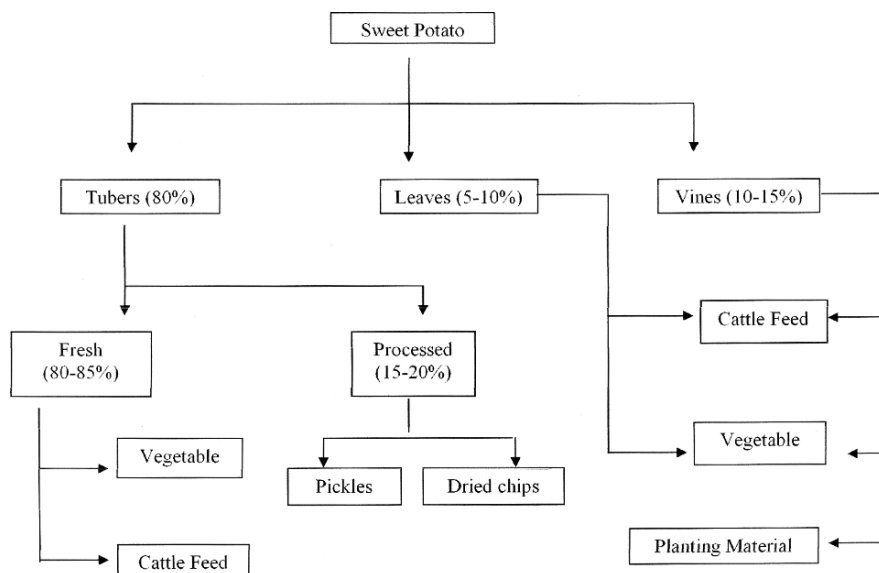 Sweet Potato
Tubers (80%)
Leaves (5-10%)
Vines (10-15%)
Fresh
(80-85%)
Processed
(15-20%)
Cattle Feed
Vegetable
Pickles
Dried chips
Vegetable
Cattle Feed
Planting Material